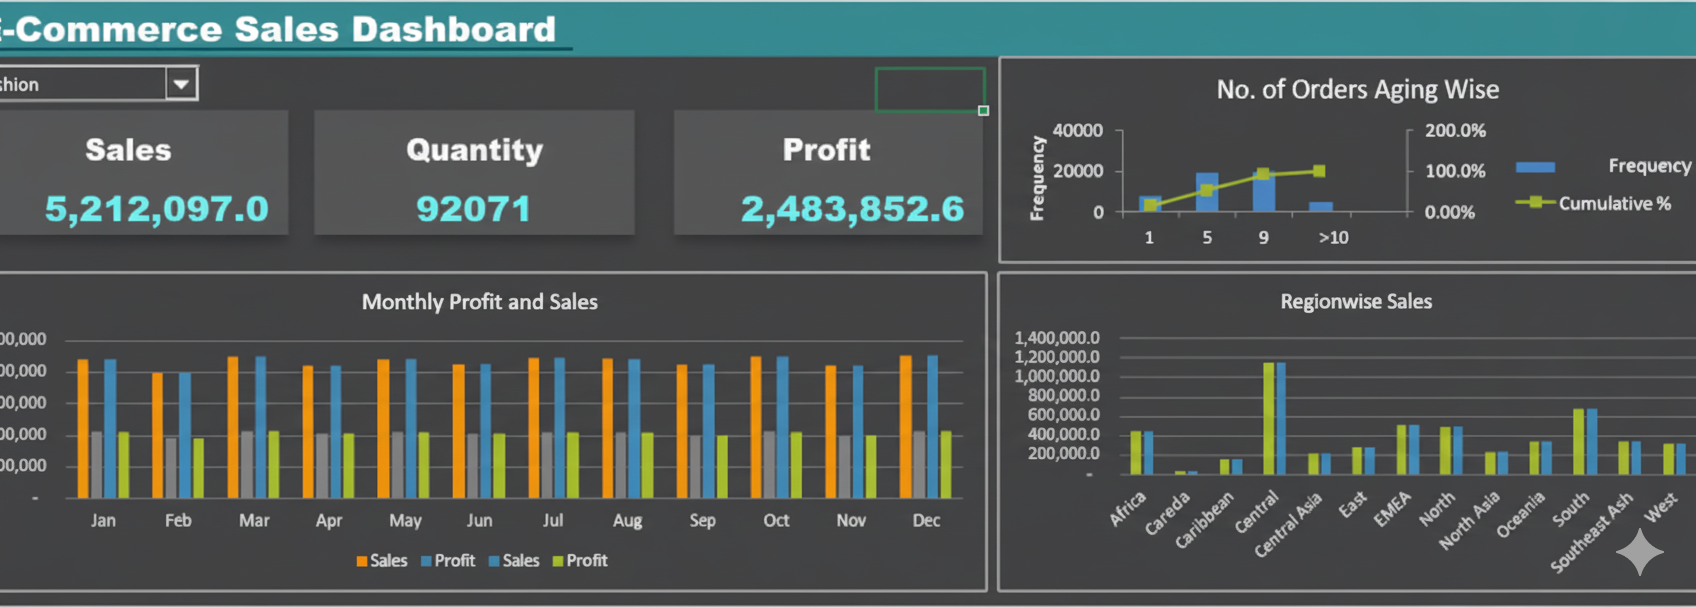 E-Commerce Sales Dashboard
shion
Sales
5,212,097.0
Quantity
92071
Profit
2,483,852.6
No. of Orders Aging Wise
Frequency
40000
20000
0
200.0%
100.0%
0.00%
1 5 9 >10
Frequency
Cumulative %
Monthly Profit and Sales
00,000
00,000
00,000
00,000
00,000
-
Jan Feb Mar Apr May Jun Jul Aug Sep Oct Nov Dec
Sales Profit Sales Profit
Regionwise Sales
1,400,000.0
1,200,000.0
1,000,000.0
800,000.0
600,000.0
400,000.0
200,000.0
-
Africa
Careda
Caribbean
Central
Central Asia
East
EMEA
North
North Asia
Oceania
South
Southeast Ash
West